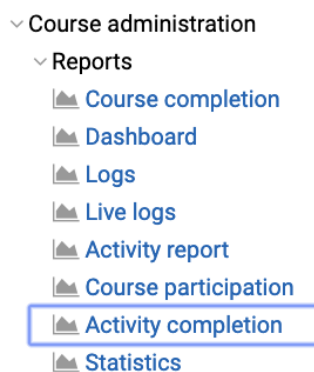 Course administration
Reports
Course completion
Dashboard
Logs
Live logs
Activity report
Course participation
Activity completion
Statistics